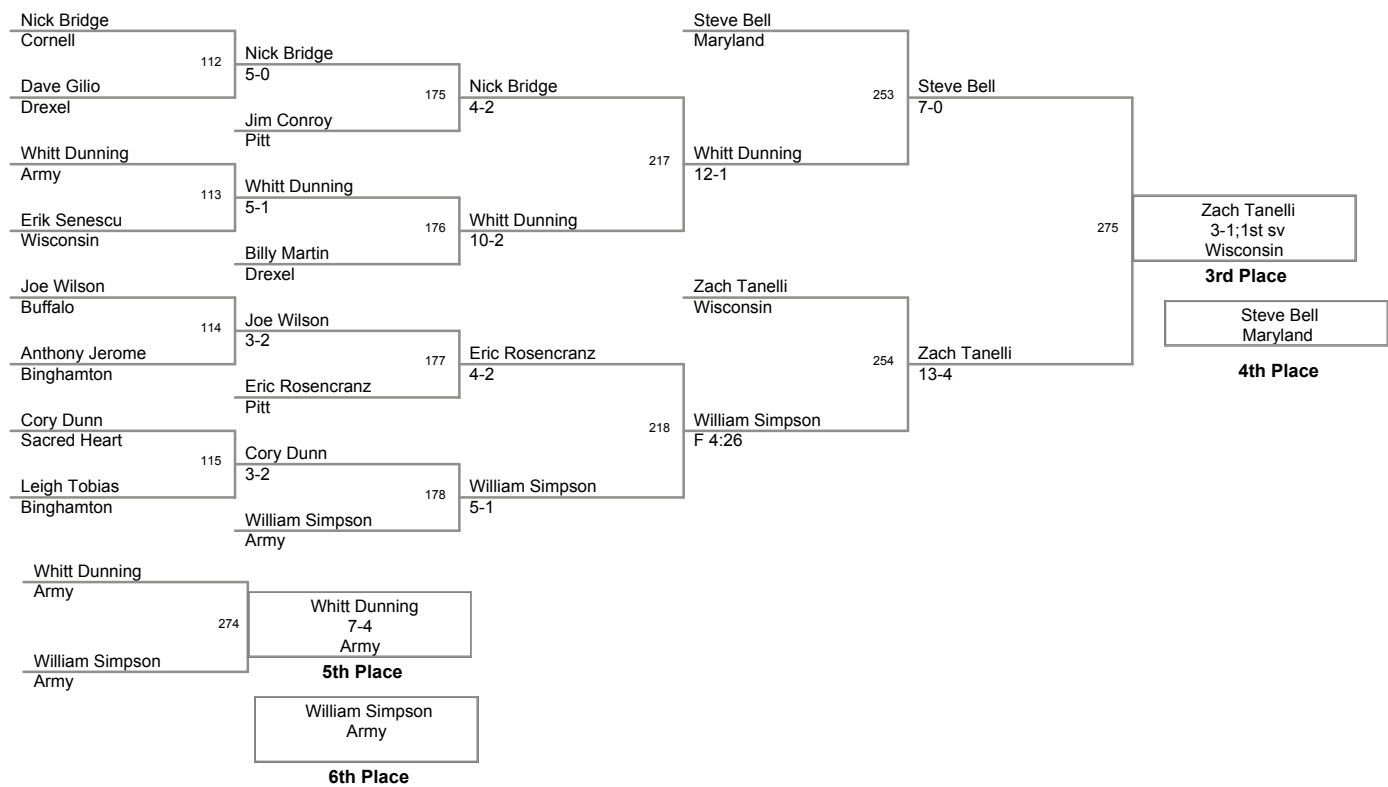 Nick Bridge
Cornell
112
Dave Gilio
Drexel
Whitt Dunning
Army
113
Erik Senescu
Wisconsin
Joe Wilson
Buffalo
114
Anthony Jerome
Binghamton
Cory Dunn
Sacred Heart
115
Leigh Tobias
Binghamton
Nick Bridge
5-0
175
Jim Conroy
Pitt
Whitt Dunning
5-1
176
Billy Martin
Drexel
Joe Wilson
3-2
177
Eric Rosencranz
Pitt
Cory Dunn
3-2
178
William Simpson
Army
Nick Bridge
4-2
217
Whitt Dunning
10-2
Eric Rosencranz
4-2
218
William Simpson
5-1
Steve Bell
Maryland
253
Whitt Dunning
12-1
Zach Tanelli
Wisconsin
254
William Simpson
F 4:26
Steve Bell
7-0
275
Zach Tanelli
13-4
Zach Tanelli
3-1;1st sv
Wisconsin
3rd Place
Steve Bell
Maryland
4th Place
Whitt Dunning
Army
274
William Simpson
Army
Whitt Dunning
7-4
Army
5th Place
William Simpson
Army
6th Place